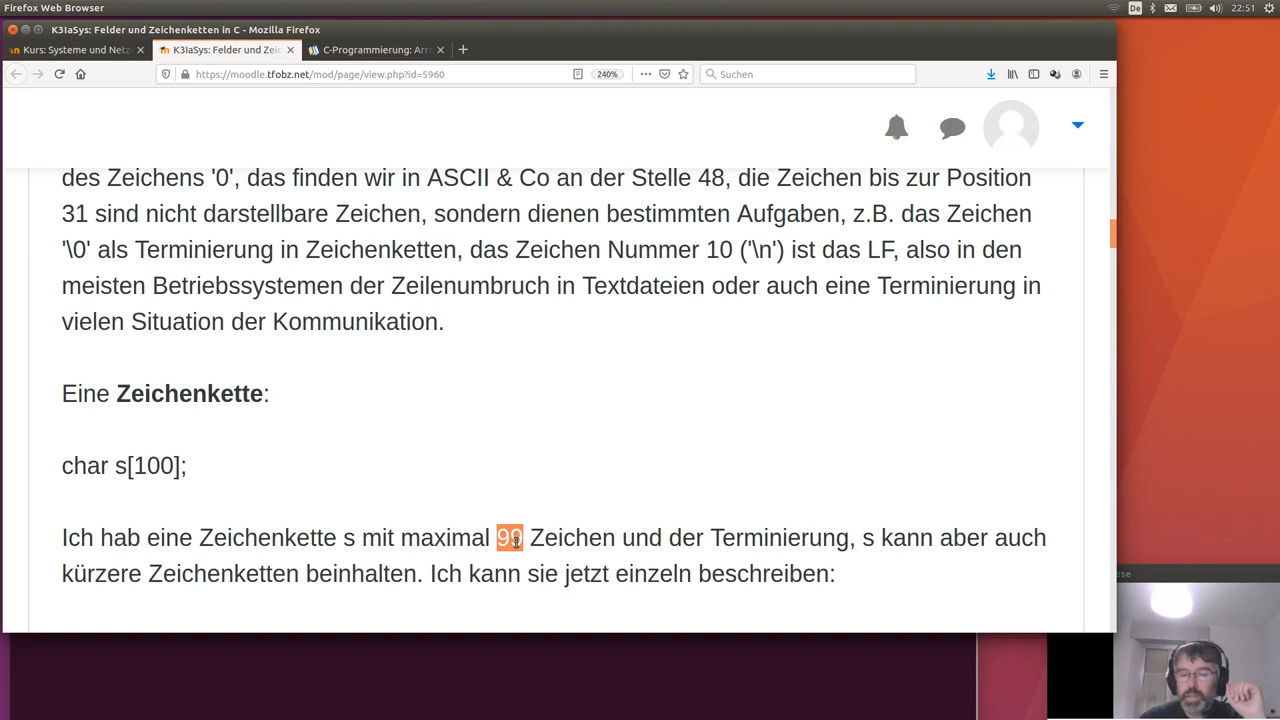 Firefox Web Browser
De
22:51
K3IaSys: Felder und Zeichenketten in C - Mozilla Firefox
Kurs: Systeme und Netz
K3IaSys: Felder und Zeic
C-Programmierung: Arr
https://moodle.tfobz.net/mod/page/view.php?id=5960
240%
Suchen
des Zeichens '0', das finden wir in ASCII & Co an der Stelle 48, die Zeichen bis zur Position
31 sind nicht darstellbare Zeichen, sondern dienen bestimmten Aufgaben, z.B. das Zeichen
'\0' als Terminierung in Zeichenketten, das Zeichen Nummer 10 ('\n') ist das LF, also in den
meisten Betriebssystemen der Zeilenumbruch in Textdateien oder auch eine Terminierung in
vielen Situation der Kommunikation.
Eine Zeichenkette:
char s[100];
Ich hab eine Zeichenkette s mit maximal 99 Zeichen und der Terminierung, s kann aber auch
kürzere Zeichenketten beinhalten. Ich kann sie jetzt einzeln beschreiben: